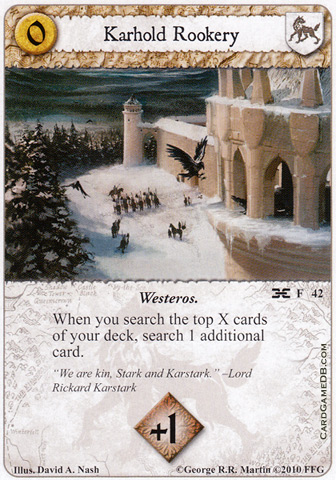 0
Karhold Rookery
Westeros.
F 42
When you search the top X cards
of your deck, search 1 additional
card.
"We are kin, Stark and Karstark." –Lord
Rickard Karstark
+1
CARDGAMEDB.COM
Illus. David A. Nash
©George R.R. Martin ©2010 FFG